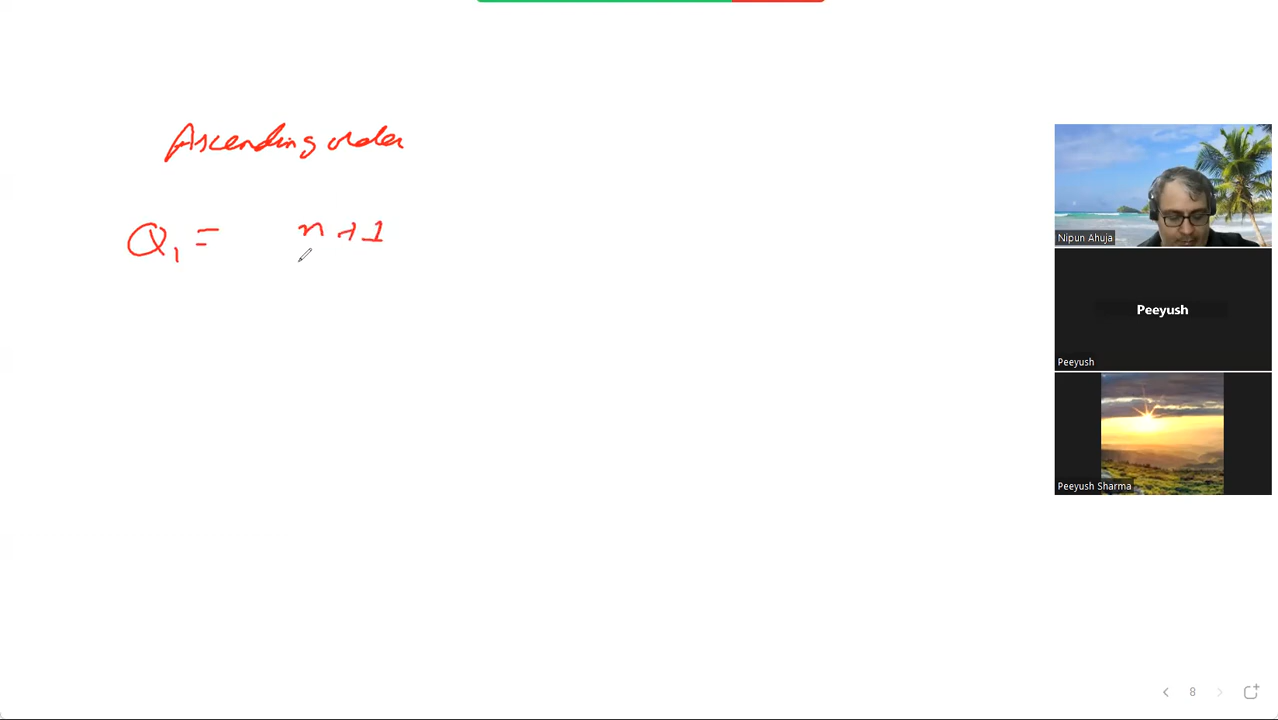 Ascending order
Q₁ = n+1
Nipun Ahuja
Peeyush
Peeyush
Peeyush Sharma
8